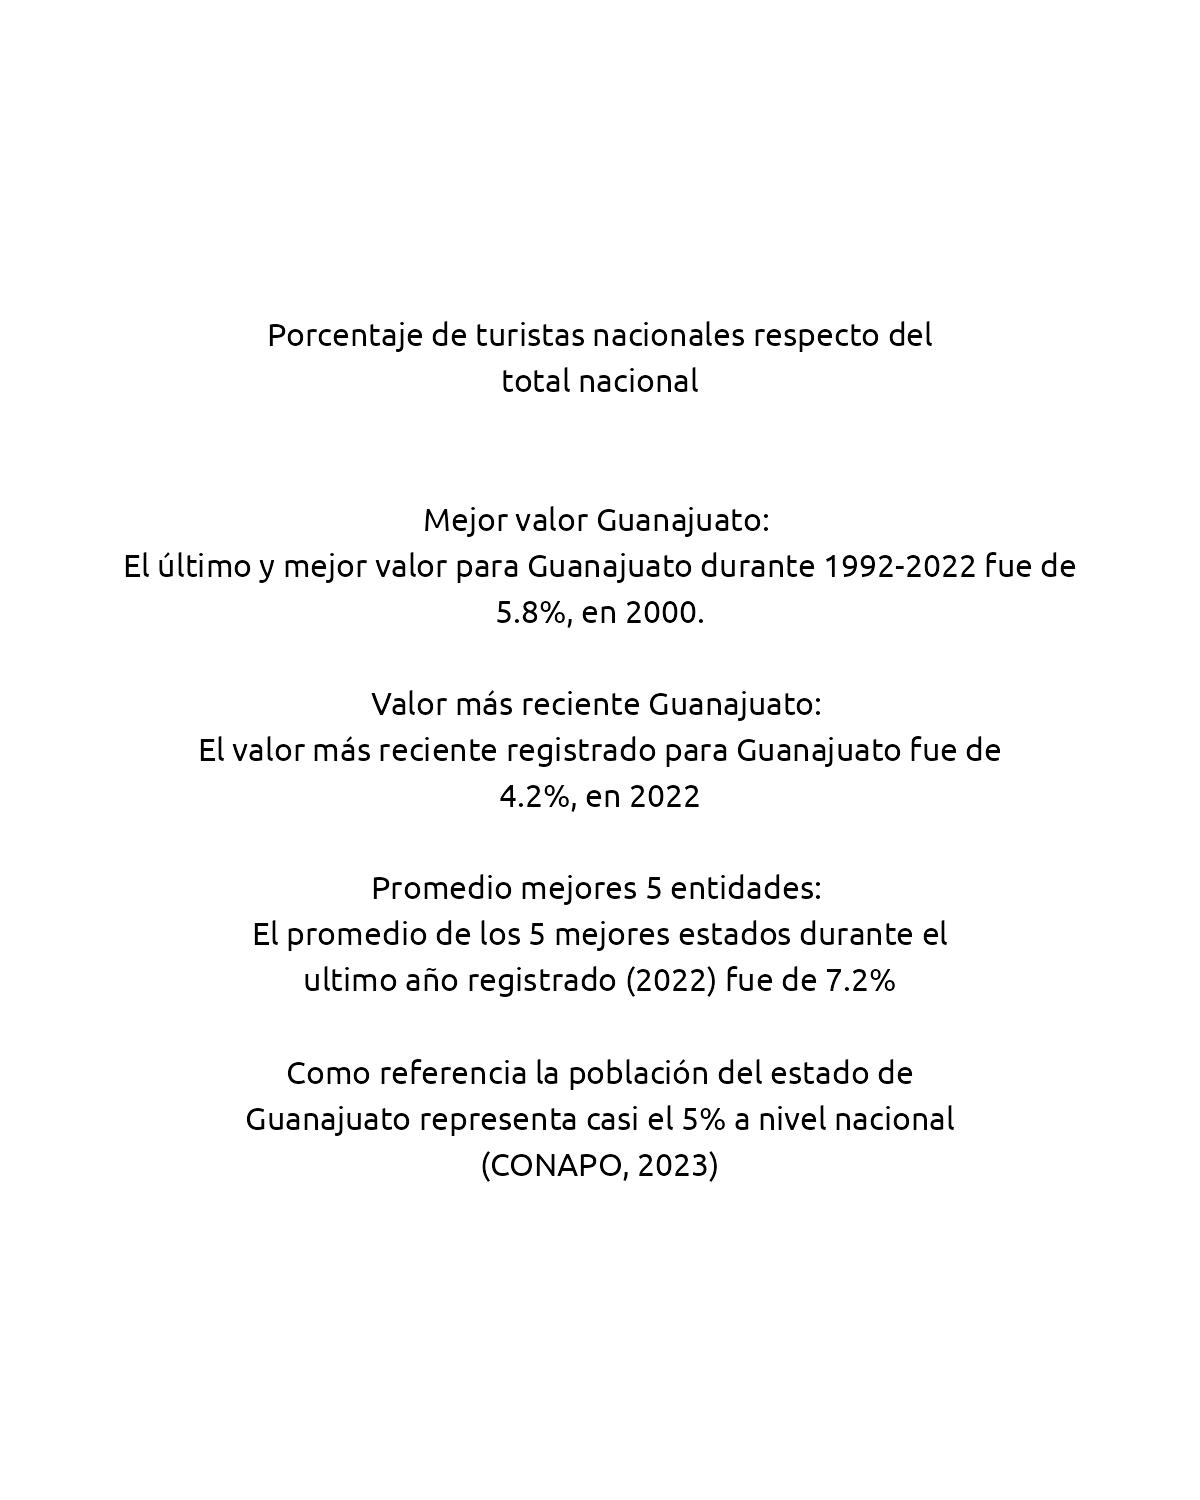 Porcentaje de turistas nacionales respecto del
total nacional
Mejor valor Guanajuato:
El último y mejor valor para Guanajuato durante 1992-2022 fue de
5.8%, en 2000.
Valor más reciente Guanajuato:
El valor más reciente registrado para Guanajuato fue de
4.2%, en 2022
Promedio mejores 5 entidades:
El promedio de los 5 mejores estados durante el
ultimo año registrado (2022) fue de 7.2%
Como referencia la población del estado de
Guanajuato representa casi el 5% a nivel nacional
(CONAPO, 2023)